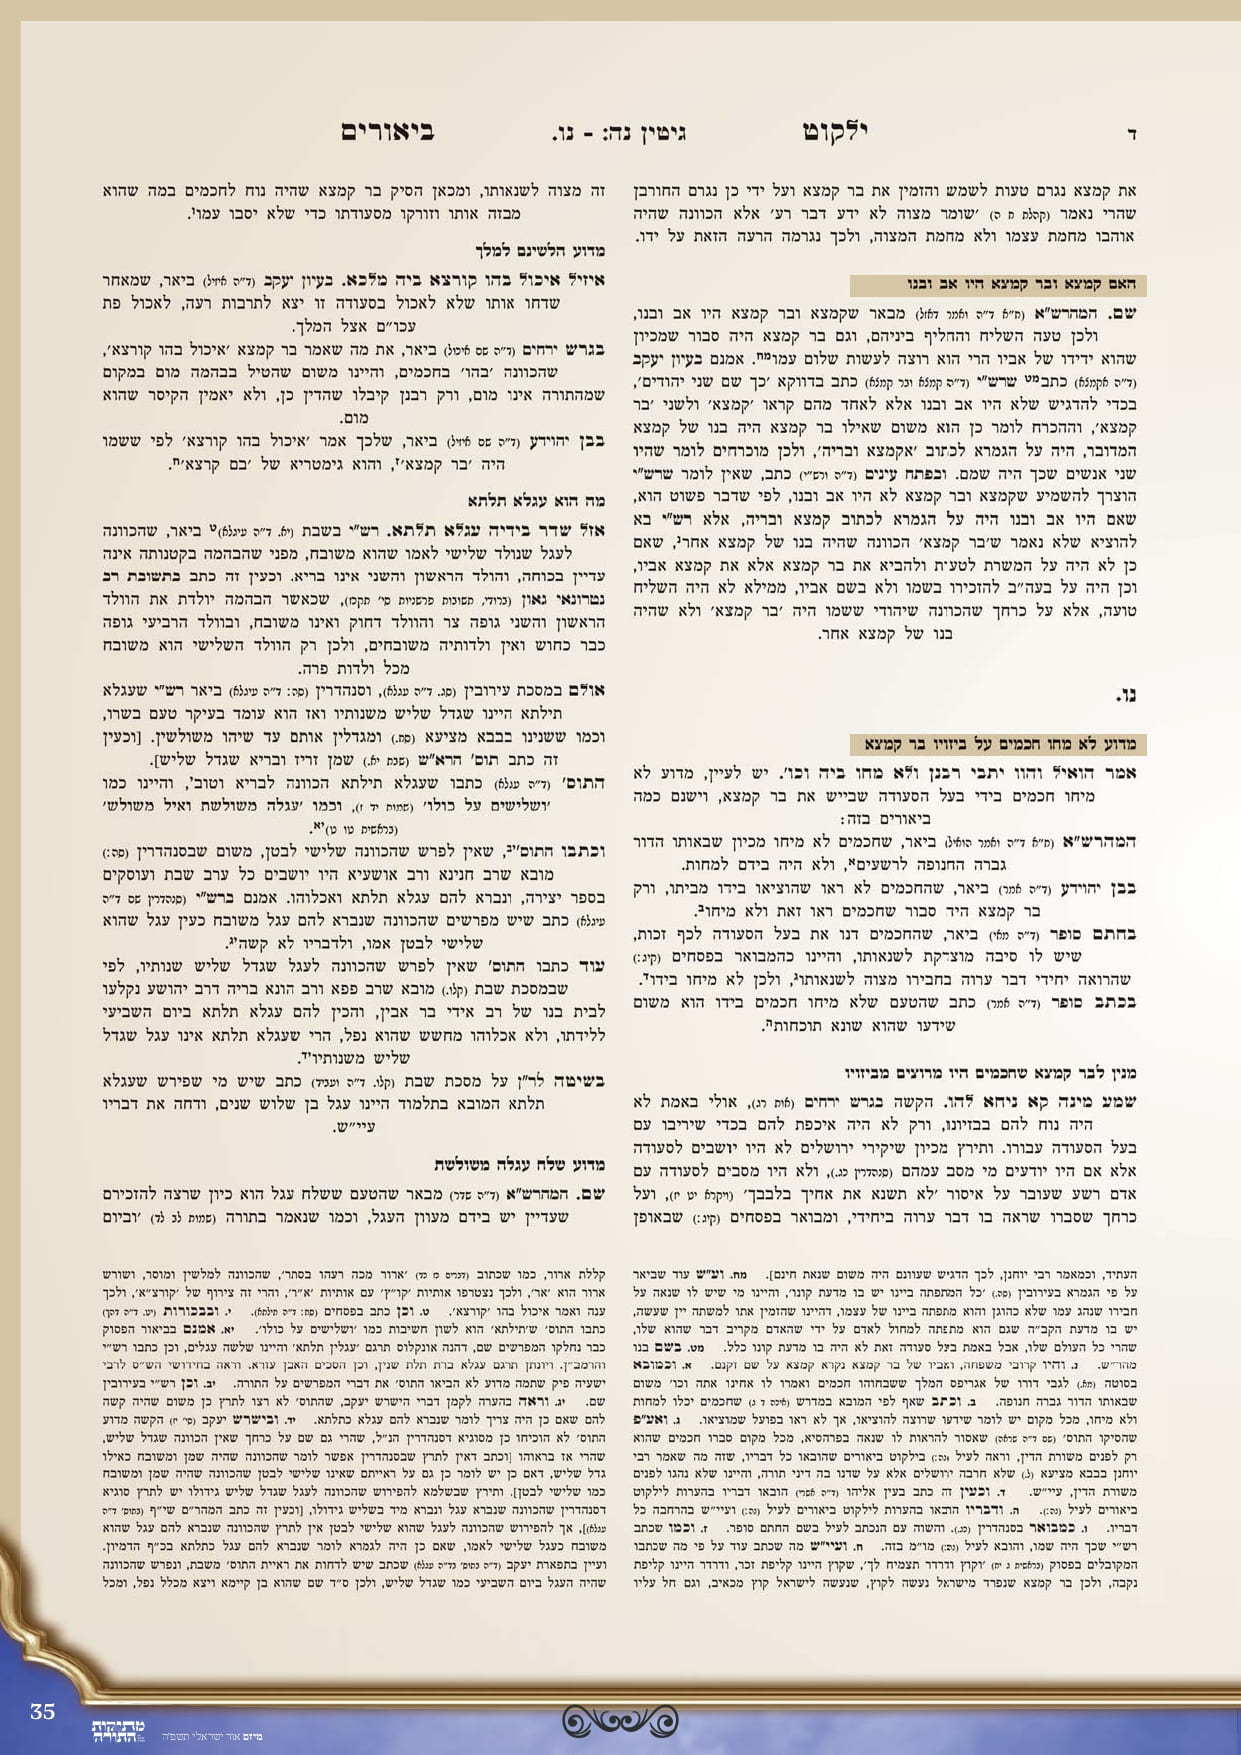 ד
ילקוט
גיטין נה: - נו.
ביאורים
את קמצא נגרם טעות לשמש והזמין את בר קמצא ועל ידי כן נגרם החורבן
שהרי נאמר (קהלת ח ה) ׳שומר מצוה לא ידע דבר רע׳ אלא הכוונה שהיה
אוהבו מחמת עצמו ולא מחמת המצוה, ולכך נגרמה הרעה הזאת על ידו.
האם קמצא ובר קמצא היו אב ובנו
שם. המהרש״א (ח״א ד״ה ואמר דאזל) מבאר שקמצא ובר קמצא היו אב ובנו,
ולכן טעה השליח והחליף ביניהם, וגם בר קמצא היה סבור שמכיון
שהוא ידידו של אביו הרי הוא רוצה לעשות שלום עמומח. אמנם בעיון יעקב
(ד״ה אקמצא) כתבמט שרש״י (ד״ה קמצא ובר קמצא) כתב בדווקא ׳כך שם שני יהודים׳,
בכדי להדגיש שלא היו אב ובנו אלא לאחד מהם קראו ׳קמצא׳ ולשני ׳בר
קמצא׳, וההכרח לומר כן הוא משום שאילו בר קמצא היה בנו של קמצא
המדובר, היה על הגמרא לכתוב ׳אקמצא ובריה׳, ולכן מוכרחים לומר שהיו
שני אנשים שכך היה שמם. ובפתח עינים (ד״ה ורש״י) כתב, שאין לומר שרש״י
הוצרך להשמיע שקמצא ובר קמצא לא היו אב ובנו, לפי שדבר פשוט הוא,
שאם היו אב ובנו היה על הגמרא לכתוב קמצא ובריה, אלא רש״י בא
להוציא שלא נאמר ש׳בר קמצא׳ הכוונה שהיה בנו של קמצא אחרנ, שאם
כן לא היה על המשרת לטעות ולהביא את בר קמצא אלא את קמצא אביו,
וכן היה על בעה״ב להזכירו בשמו ולא בשם אביו, ממילא לא היה השליח
טועה, אלא על כרחך שהכוונה שיהודי ששמו היה ׳בר קמצא׳ ולא שהיה
בנו של קמצא אחר.
נו.
מדוע לא מחו חכמים על ביזויו בר קמצא
אמר הואיל והוו יתבי רבנן ולא מחו ביה וכו׳. יש לעיין, מדוע לא
מיחו חכמים בידי בעל הסעודה שבייש את בר קמצא, וישנם כמה
ביאורים בזה:
המהרש״א (ח״א ד״ה ואמר הואיל) ביאר, שחכמים לא מיחו מכיון שבאותו הדור
גברה החנופה לרשעיםא, ולא היה בידם למחות.
בבן יהוידע (ד״ה אמר) ביאר, שהחכמים לא ראו שהוציאו בידו מביתו, ורק
בר קמצא היה סבור שחכמים ראו זאת ולא מיחוב.
בחתם סופר (ד״ה מאי) ביאר, שהחכמים דנו את בעל הסעודה לכף זכות,
שיש לו סיבה מוצדקת לשנאותו, והיינו כהמבואר בפסחים (קיג:)
שהרואה יחידי דבר ערוה בחבירו מצוה לשנאותוג, ולכן לא מיחו בידוד.
בכתב סופר (ד״ה אמר) כתב שהטעם שלא מיחו חכמים בידו הוא משום
שידעו שהוא שונא תוכחותה.
מנין לבר קמצא שחכמים היו מרוצים מביזויו
שמע מינה קא ניחא להו. הקשה בגרש ירחים (אות רג), אולי באמת לא
היה נוח להם בבזיונו, ורק לא היה איכפת להם בכדי שיריבו עם
בעל הסעודה עבורו. ותירץ מכיון שיקירי ירושלים לא היו יושבים לסעודה
אלא אם היו יודעים מי מסב עמהם (סנהדרין כג.), ולא היו מסבים לסעודה עם
אדם רשע שעובר על איסור ׳לא תשנא את אחיך בלבבך׳ (ויקרא יט יז), ועל
כרחך שסברו שראה בו דבר ערוה ביחידי, ומבואר בפסחים (קיג:) שבאופן
זה מצוה לשנאותו, ומכאן הסיק בר קמצא שהיה נוח לחכמים במה שהוא
מבזה אותו וזורקו מסעודתו כדי שלא יסבו עמוו.
מדוע הלשינם למלך
איזיל איכול בהו קורצא ביה מלכא. בעיון יעקב (ד״ה איזיל) ביאר, שמאחר
שדחו אותו שלא לאכול בסעודה זו יצא לתרבות רעה, לאכול פת
עכו״ם אצל המלך.
בגרש ירחים (ד״ה שם איכול) ביאר, את מה שאמר בר קמצא ׳איכול בהו קורצא׳,
שהכוונה ׳בהו׳ בחכמים, והיינו משום שהטיל בבהמה מום במקום
שמהתורה אינו מום, ורק רבנן קיבלו שהדין כן, ולא יאמין הקיסר שהוא
מום.
בבן יהוידע (ד״ה שם איזיל) ביאר, שלכך אמר ׳איכול בהו קורצא׳ לפי ששמו
היה ׳בר קמצא׳ז, והוא גימטריא של ׳בם קרצא׳ח.
מה הוא עגלא תלתא
אזל שדר בידיה עגלא תלתא. רש״י בשבת (יא. ד״ה עיגלא)ט ביאר, שהכוונה
לעגל שנולד שלישי לאמו שהוא משובח, מפני שהבהמה בקטנותה אינה
עדיין בכוחה, והולד הראשון והשני אינו בריא. וכעין זה כתב בתשובת רב
נטרונאי גאון (ברודי, תשובות פרשניות סי׳ תקכז), שכאשר הבהמה יולדת את הוולד
הראשון והשני גופה צר והוולד דחוק ואינו משובח, ובוולד הרביעי גופה
כבר כחוש ואין ולדותיה משובחים, ולכן רק הוולד השלישי הוא משובח
מכל ולדות פרה.
אולם במסכת עירובין (סג. ד״ה עגלא), וסנהדרין (סה: ד״ה עיגלא) ביאר רש״י שעגלא
תילתא היינו שגדל שליש משנותיו ואז הוא עומד בעיקר טעם בשרו,
וכמו ששנינו בבבא מציעא (סח.) ומגדלין אותם עד שיהו משולשין. [וכעין
זה כתב תוס׳ הרא״ש (שבת יא.) שמן זריז ובריא שגדל שליש].
התוס׳ (ד״ה עגלא) כתבו שעגלא תילתא הכוונה לבריא וטובי, והיינו כמו
׳ושלישים על כולו׳ (שמות יד ז), וכמו ׳עגלה משולשת ואיל משולש׳
(בראשית טו ט)יא.
וכתבו התוס׳יב, שאין לפרש שהכוונה שלישי לבטן, משום שבסנהדרין (סה:)
מובא שרב חנינא ורב אושעיא היו יושבים כל ערב שבת ועוסקים
בספר יצירה, ונברא להם עגלא תלתא ואכלוהו. אמנם ברש״י (סנהדרין שם ד״ה
עיגלא) כתב שיש מפרשים שהכוונה שנברא להם עגל משובח כעין עגל שהוא
שלישי לבטן אמו, ולדבריו לא קשהיג.
עוד כתבו התוס׳ שאין לפרש שהכוונה לעגל שגדל שליש שנותיו, לפי
שבמסכת שבת (קלו.) מובא שרב פפא ורב הונא בריה דרב יהושע נקלעו
לבית בנו של רב אידי בר אבין, והכין להם עגלא תלתא ביום השביעי
ללידתו, ולא אכלוהו מחשש שהוא נפל, הרי שעגלא תלתא אינו עגל שגדל
שליש משנותיויד.
בשיטה לר״ן על מסכת שבת (קלו. ד״ה ועביד) כתב שיש מי שפירש שעגלא
תלתא המובא בתלמוד היינו עגל בן שלוש שנים, ודחה את דבריו
עיי״ש.
מדוע שלח עגלה משולשת
שם. המהרש״א (ד״ה שדר) מבאר שהטעם ששלח עגל הוא כיון שרצה להזכירם
שעדיין יש בידם מעוון העגל, וכמו שנאמר בתורה (שמות לב לד) ׳וביום
העתיד, וכמאמר רבי יוחנן, לכך הדגיש שעוונם היה משום שנאת חינם]. מח. וע״ש עוד שביאר
על פי הגמרא בעירובין (סה.) ׳כל המתפתה ביינו יש בו מדעת קונו׳, והיינו מי שיש לו שנאה על
חבירו שנהג עמו שלא כהוגן והוא מתפתה ביינו של עצמו, דהיינו שהזמין אתו למשתה יין שעשה,
יש בו מדעת הקב״ה שגם הוא מתפתה למחול לאדם על ידי שהאדם מקריב דבר שהוא שלו,
שהרי כל העולם שלו, אבל באמת בעל סעודה זאת לא היה בו מדעת קונו כלל. מט. בשם בנו
מהר״ש. נ. והיו קרובי משפחה, ואביו של בר קמצא נקרא קמצא על שם זקנם. א. וכמובא
בסוטה (מא.) לגבי דורו של אגריפס המלך ששבחוהו חכמים ואמרו לו אחינו אתה וכו׳ משום
שבאותו הדור גברה חנופה. ב. וכתב שאף לפי המובא במדרש (איכה ד ג) שחכמים יכלו למחות
ולא מיחו, מכל מקום יש לומר שידעו שרוצה להוציאו, אך לא ראו בפועל שמוציאו. ג. ואע״פ
שהסיקו התוס׳ (שם ד״ה שראה) שאסור להראות לו שנאה בפרהסיא, מכל מקום סברו חכמים שהוא
רק לפנים משורת הדין, וראה לעיל (נה:) בילקוט ביאורים שהובאו כל דבריו, שזה מה שאמר רבי
יוחנן בבבא מציעא (ל.) שלא חרבה ירושלים אלא על שדנו בה דיני תורה, והיינו שלא נהגו לפנים
משורת הדין, עיי״ש. ד. וכעין זה כתב בעין אליהו (ד״ה אשרי) הובאו דבריו בהערות לילקוט
ביאורים לעיל (נה:). ה. ודבריו הובאו בהערות לילקוט ביאורים לעיל (נה:) ועיי״ש בהרחבה כל
דבריו. ו. כמבואר בסנהדרין (כג.). והשוה עם הנכתב לעיל בשם החתם סופר. ז. וכמו שכתב
רש״י שכך היה שמו, והובא לעיל (נה:) מו״מ בזה. ח. ועיי״ש מה שכתב עוד על פי מה שכתבו
המקובלים בפסוק (בראשית ג יח) ׳וקוץ ודרדר תצמיח לך׳, שקוץ היינו קליפת זכר, ודרדר היינו קליפת
נקבה, ולכן בר קמצא שנפרד מישראל נעשה לקוץ, שנעשה לישראל קוץ מכאיב, וגם חל עליו
קללת ארור, כמו שכתוב (דברים כז כד) ׳ארור מכה רעהו בסתר׳, שהכוונה למלשין ומוסר, ושורש
ארור הוא ׳אר׳, ולכך נצטרפו אותיות ׳קו״ץ׳ עם אותיות ׳א״ר׳, והרי זה צירוף של ׳קורצ״א׳, ולכך
ענה ואמר איכול בהו ׳קורצא׳. ט. וכן כתב בפסחים (סח: ד״ה תילתא). י. ובבכורות (יט. ד״ה דהך)
כתבו התוס׳ ש׳תילתא׳ הוא לשון חשיבות כמו ׳ושלישים על כולו׳. יא. אמנם בביאור הפסוק
כבר נחלקו המפרשים שם, דהנה אונקלוס תרגם ׳עגלין תלתא׳ והיינו שלשה עגלים, וכן כתבו רש״י
והרמב״ן. ויונתן תרגם עגלא ברת תלת שנין, וכן הסכים האבן עזרא. וראה בחידושי הש״ס לרבי
ישעיה פיק שתמה מדוע לא הביאו התוס׳ את דברי המפרשים על התורה. יב. וכן רש״י בעירובין
שם. יג. וראה בהערה לקמן דברי הישרש יעקב, שהתוס׳ לא רצו לתרץ כן משום שהיה קשה
להם שאם כן היה צריך לומר שנברא להם עגלא כתלתא. יד. ובישרש יעקב (סי׳ יז) הקשה מדוע
התוס׳ לא הוכיחו כן מסוגיא דסנהדרין הנ״ל, שהרי גם שם על כרחך שאין הכוונה שגדל שליש,
שהרי אז בראוהו [וכתב דאין לתרץ שבסנהדרין אפשר לומר שהכוונה שהיה שמן ומשובח כאילו
גדל שליש, דאם כן יש לומר כן גם על ראייתם שאינו שלישי לבטן שהכוונה שהיה שמן ומשובח
כמו שלישי לבטן]. ותירץ שבשלמא להפירוש שהכוונה לעגל שגדל שליש גידולו יש לתרץ סוגיא
דסנהדרין שהכוונה שנברא עגל ונברא מיד בשליש גידולו, [וכעין זה כתב המהר״ם שי״ף (בתוס׳ ד״ה
עגלא)], אך להפירוש שהכוונה לעגל שהוא שלישי לבטן אין לתרץ שהכוונה שנברא להם עגל שהוא
משובח כעגל שלישי לאמו, שאם כן היה לגמרא לומר שנברא להם עגל כתלתא בכ״ף הדמיון.
ועיין בתפארת יעקב (ד״ה בתוס׳ בד״ה עגלא) שכתב שיש לדחות את ראיית התוס׳ משבת, ונפרש שהכוונה
שהיה העגל ביום השביעי כמו שגדל שליש, ולכן ס״ד שם שהוא בן קיימא ויצא מכלל נפל, ומכל
35
מתיקות
התורה
מיזם אור ישראלי תשפ״ה